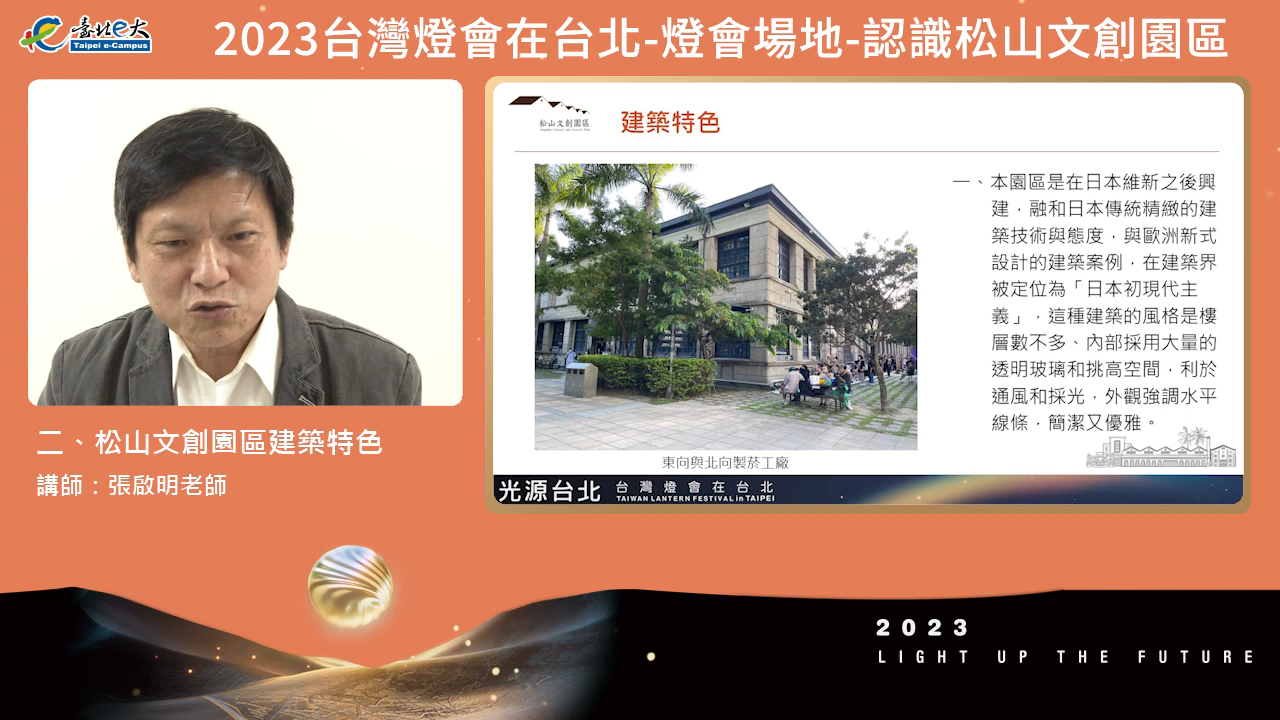 臺北e大
Taipei e-Campus
2023台灣燈會在台北-燈會場地-認識松山文創園區
松山文創園區
建築特色
一、本園區是在日本維新之後興
建，融和日本傳統精緻的建
築技術與態度，與歐洲新式
設計的建築案例，在建築界
被定位為「日本初現代主
義」，這種建築的風格是樓
層數不多、內部採用大量的
透明玻璃和挑高空間，利於
通風和採光，外觀強調水平
線條，簡潔又優雅。
東向與北向製菸工廠
光源台北
台灣燈會在台北
TAIWAN LANTERN FESTIVAL in TAIPEI
二、松山文創園區建築特色
講師：張啟明老師
2023
LIGHT UP THE FUTURE